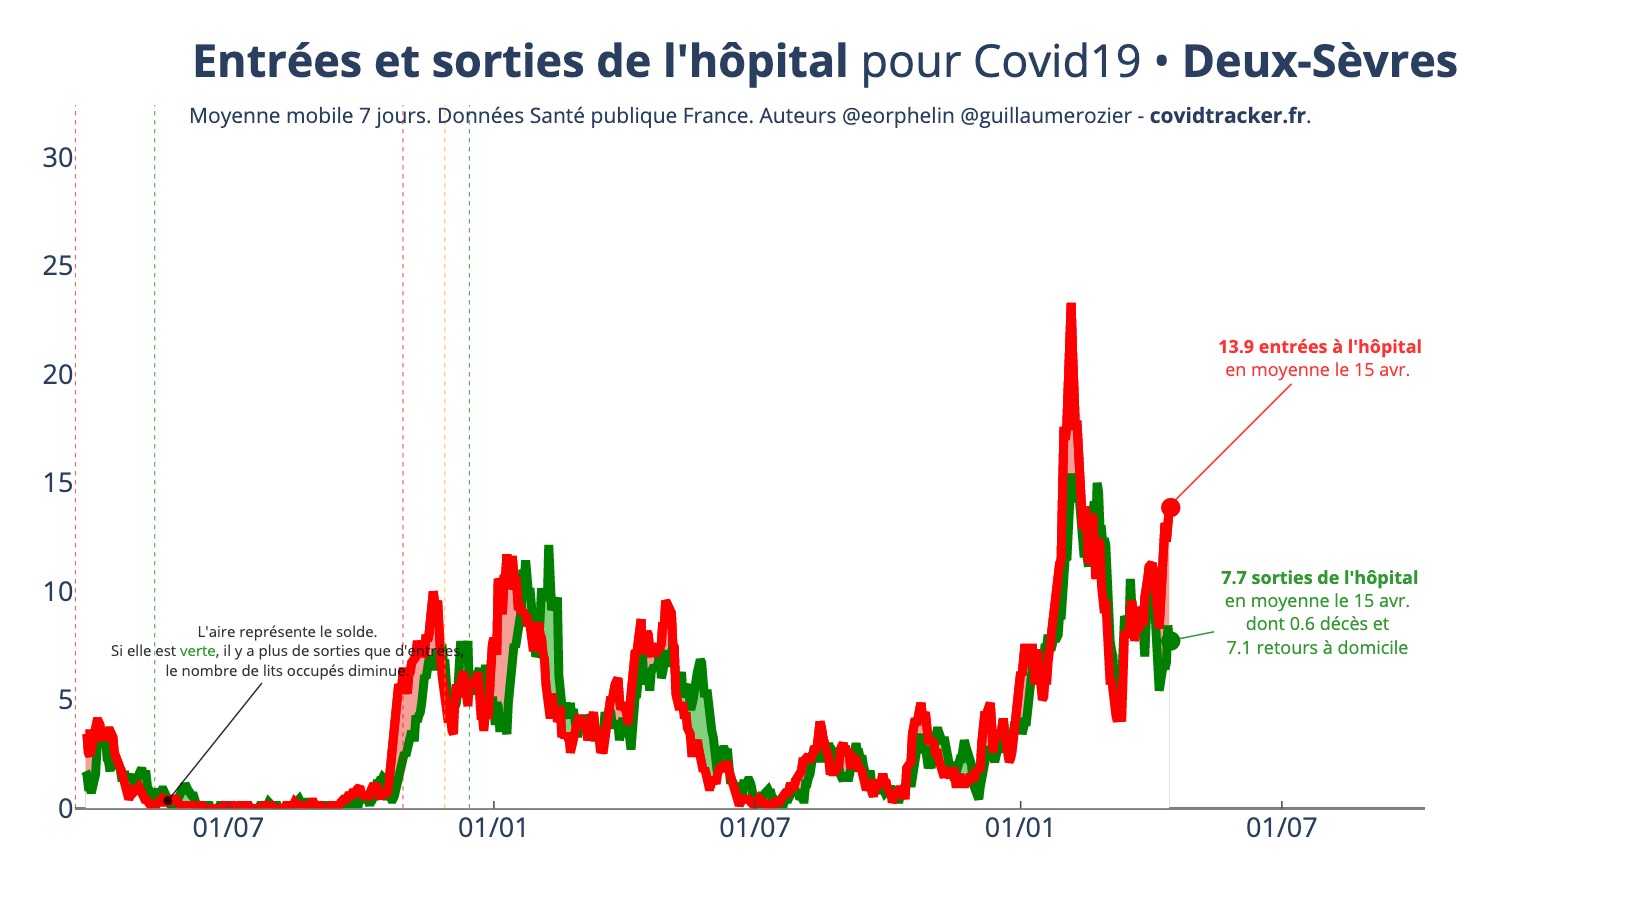 Entrées et sorties de l'hôpital pour Covid19 • Deux-Sèvres
Moyenne mobile 7 jours. Données Santé publique France. Auteurs @eorphelin @guillaumerozier - covidtracker.fr.
30
25
20
15
10
5
0
13.9 entrées à l'hôpital
en moyenne le 15 avr.
7.7 sorties de l'hôpital
en moyenne le 15 avr.
dont 0.6 décès et
7.1 retours à domicile
L'aire représente le solde.
Si elle est verte, il y a plus de sorties que d'entrées,
le nombre de lits occupés diminue.
01/07
01/01
01/07
01/01
01/07